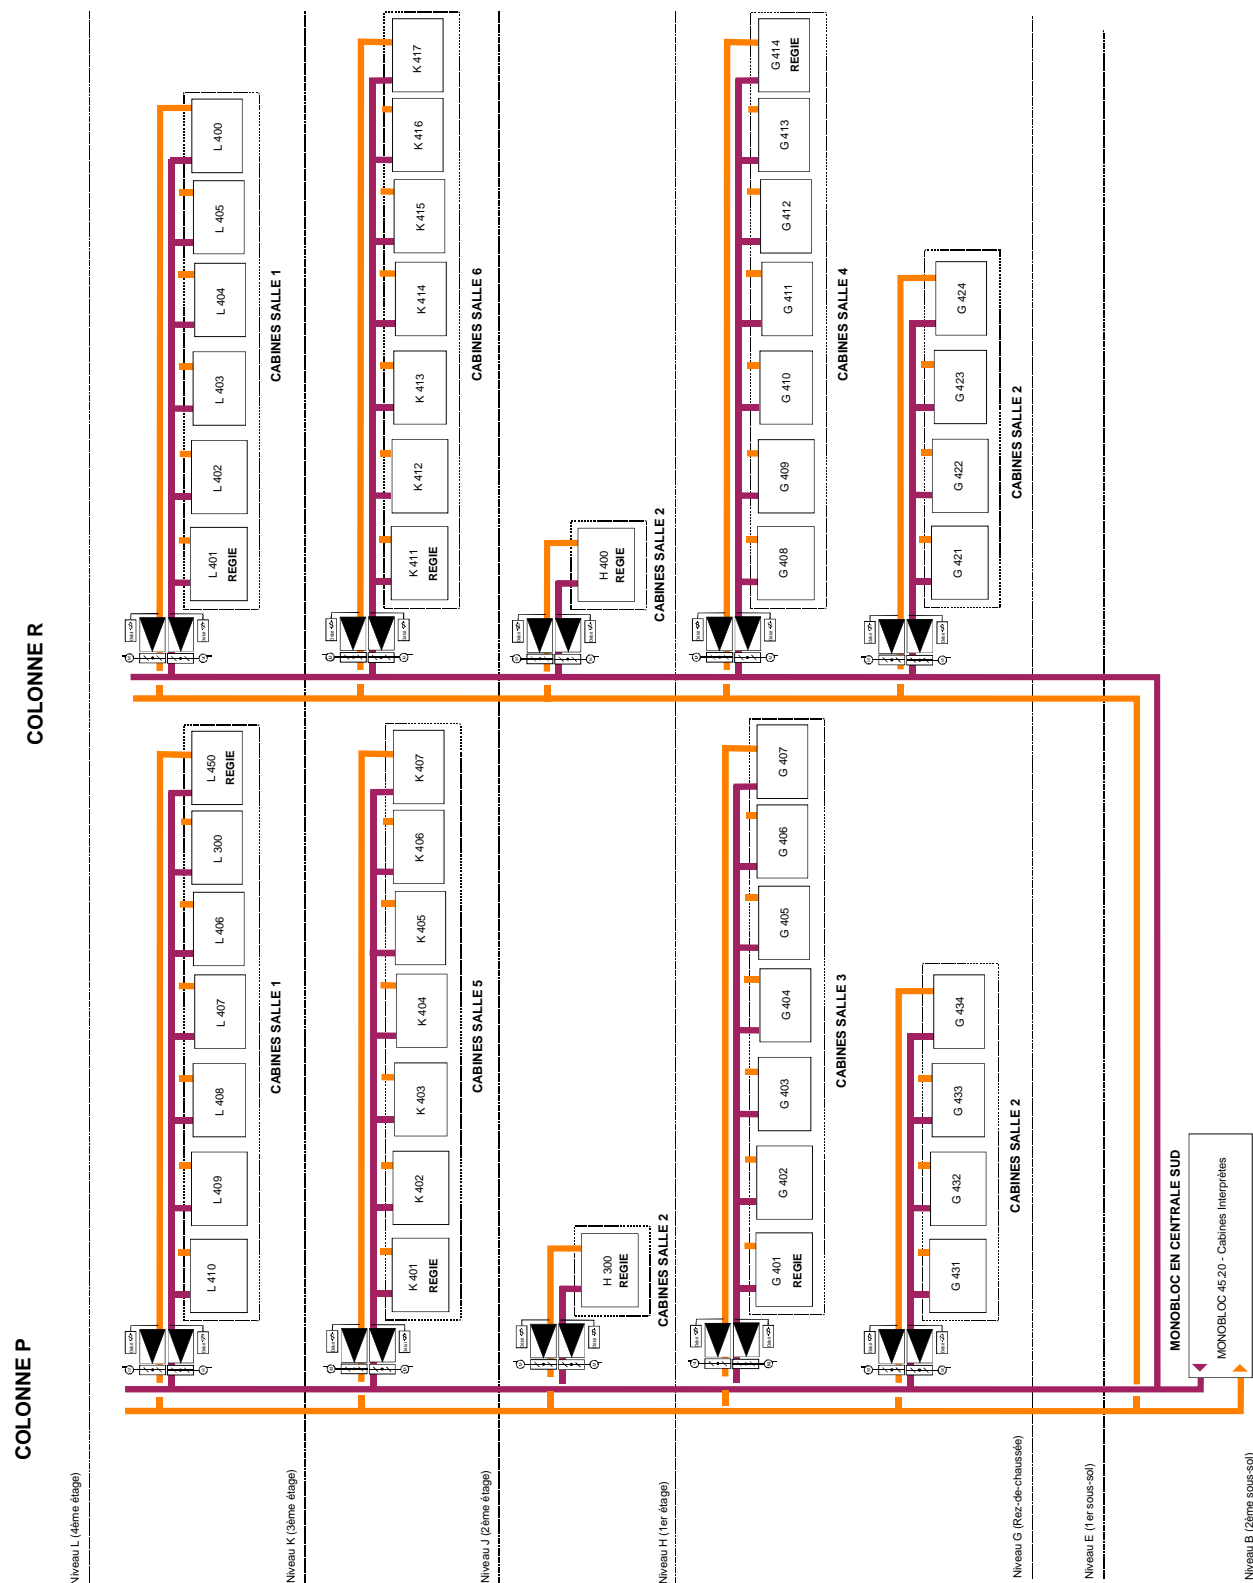 COLONNE P
COLONNE R
Niveau L (4ème étage)
L 410
L 409
L 408
L 407
L 406
L 300
L 450
REGIE
L 401
REGIE
L 402
L 403
L 404
L 405
L 400
CABINES SALLE 1
CABINES SALLE 1
Niveau K (3ème étage)
K 401
REGIE
K 402
K 403
K 404
K 405
K 406
K 407
K 411
REGIE
K 412
K 413
K 414
K 415
K 416
K 417
CABINES SALLE 5
CABINES SALLE 6
Niveau J (2ème étage)
H 300
REGIE
H 400
REGIE
CABINES SALLE 2
CABINES SALLE 2
Niveau H (1er étage)
G 401
REGIE
G 402
G 403
G 404
G 405
G 406
G 407
G 408
G 409
G 410
G 411
G 412
G 413
G 414
REGIE
CABINES SALLE 3
CABINES SALLE 4
G 431
G 432
G 433
G 434
G 421
G 422
G 423
G 424
CABINES SALLE 2
CABINES SALLE 2
Niveau G (Rez-de-chaussée)
Niveau E (1er sous-sol)
MONOBLOC EN CENTRALE SUD
MONOBLOC 45.20 - Cabines Interprètes
Niveau B (2ème sous-sol)